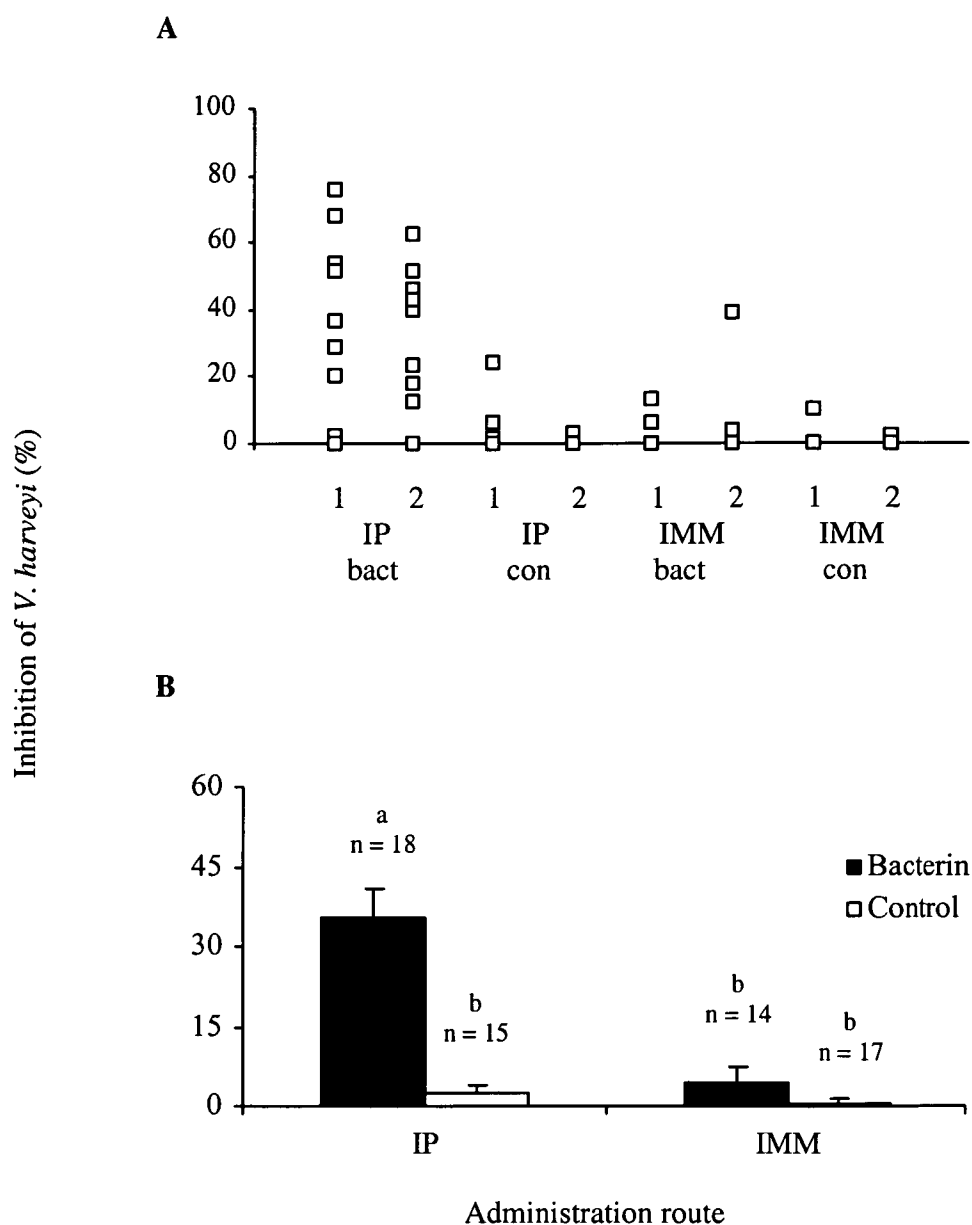 A
100
80
60
40
20
0
1 2 1 2 1 2 1 2
IP IP IMM IMM
bact con bact con
Inhibition of V. harveyi (%)
B
60
45
30
15
0
a
n = 18
b
n = 15
b
n = 14
b
n = 17
Bacterin
Control
IP IMM
Administration route